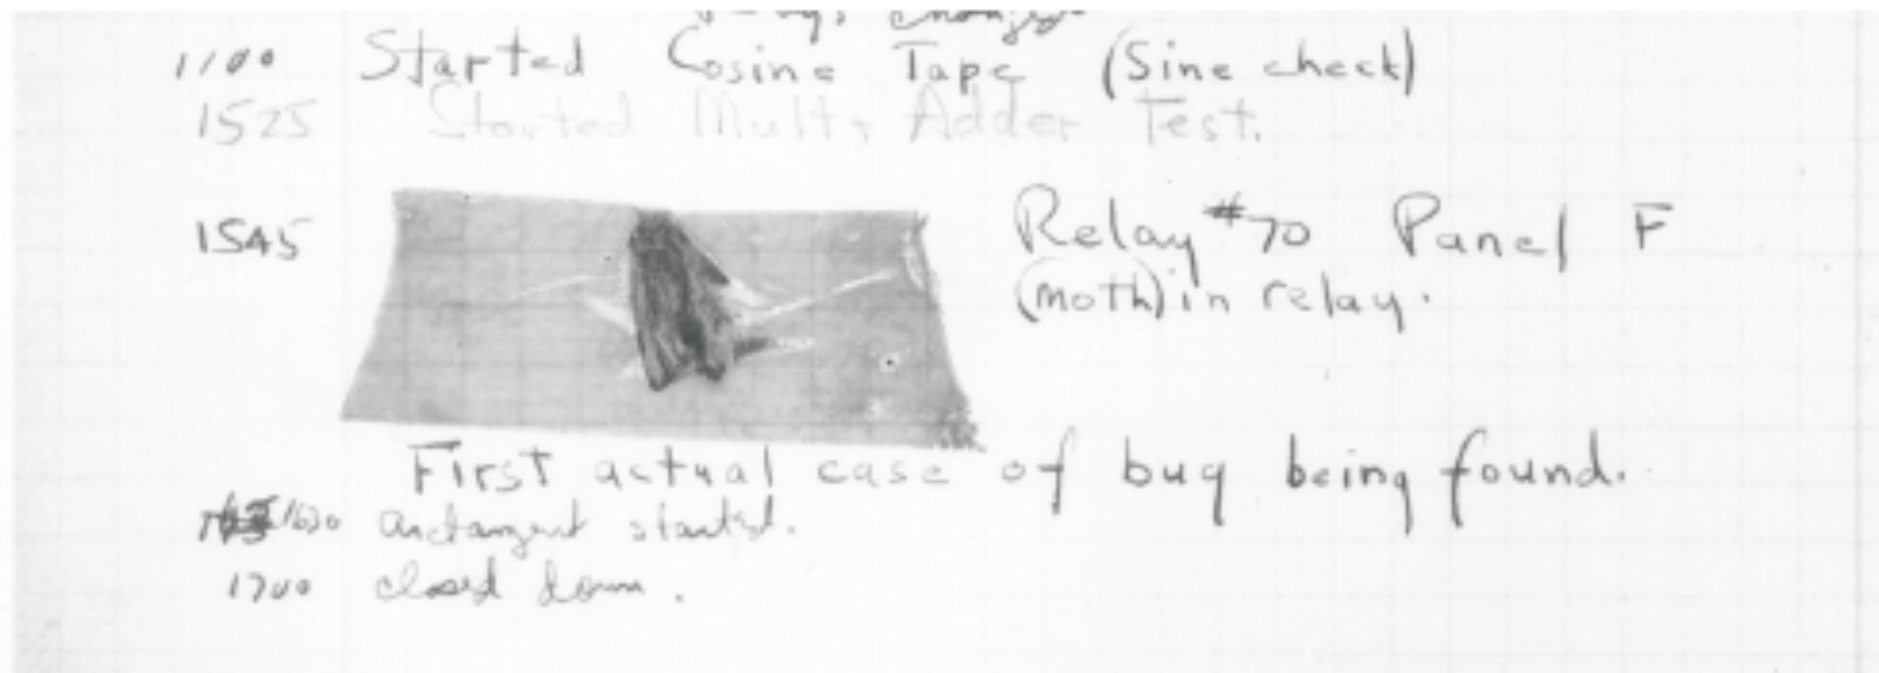 1100 Started Cosine Tape (Sine check)
1525 Started Mult + Adder Test.
1545 Relay #70 Panel F
(moth) in relay.
First actual case of bug being found.
1630 arctangent started.
1700 closed down.